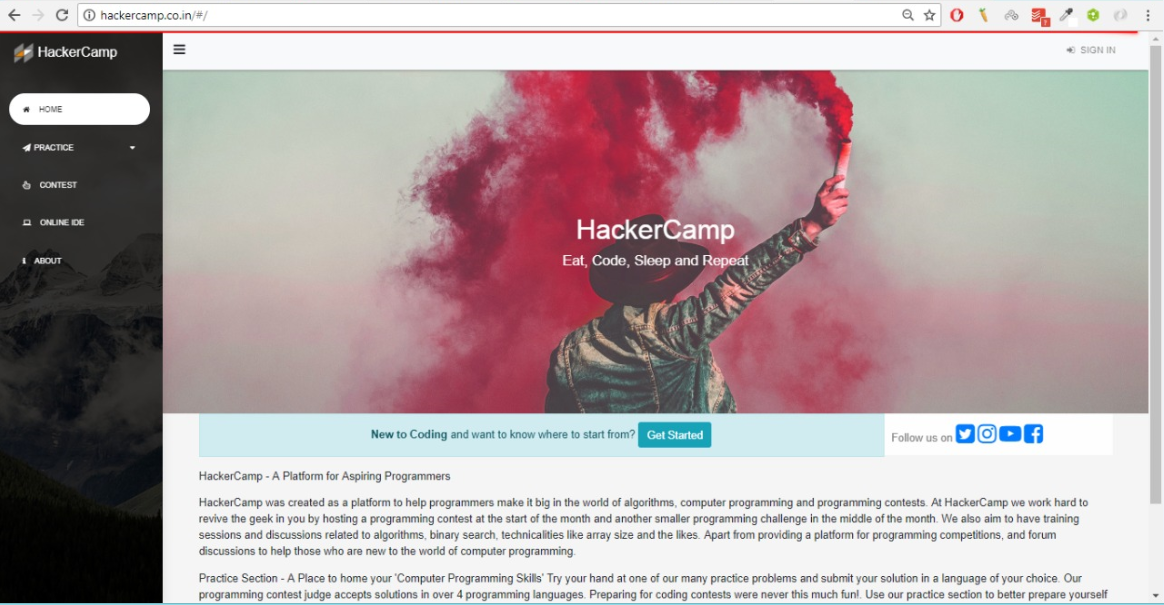 hackercamp.co.in/#/
HackerCamp
SIGN IN
HOME
PRACTICE
CONTEST
ONLINE IDE
ABOUT
HackerCamp
Eat, Code, Sleep and Repeat
New to Coding and want to know where to start from? Get Started
Follow us on
HackerCamp - A Platform for Aspiring Programmers
HackerCamp was created as a platform to help programmers make it big in the world of algorithms, computer programming and programming contests. At HackerCamp we work hard to
revive the geek in you by hosting a programming contest at the start of the month and another smaller programming challenge in the middle of the month. We also aim to have training
sessions and discussions related to algorithms, binary search, technicalities like array size and the likes. Apart from providing a platform for programming competitions, and forum
discussions to help those who are new to the world of computer programming.
Practice Section - A Place to home your 'Computer Programming Skills' Try your hand at one of our many practice problems and submit your solution in a language of your choice. Our
programming contest judge accepts solutions in over 4 programming languages. Preparing for coding contests were never this much fun!. Use our practice section to better prepare yourself